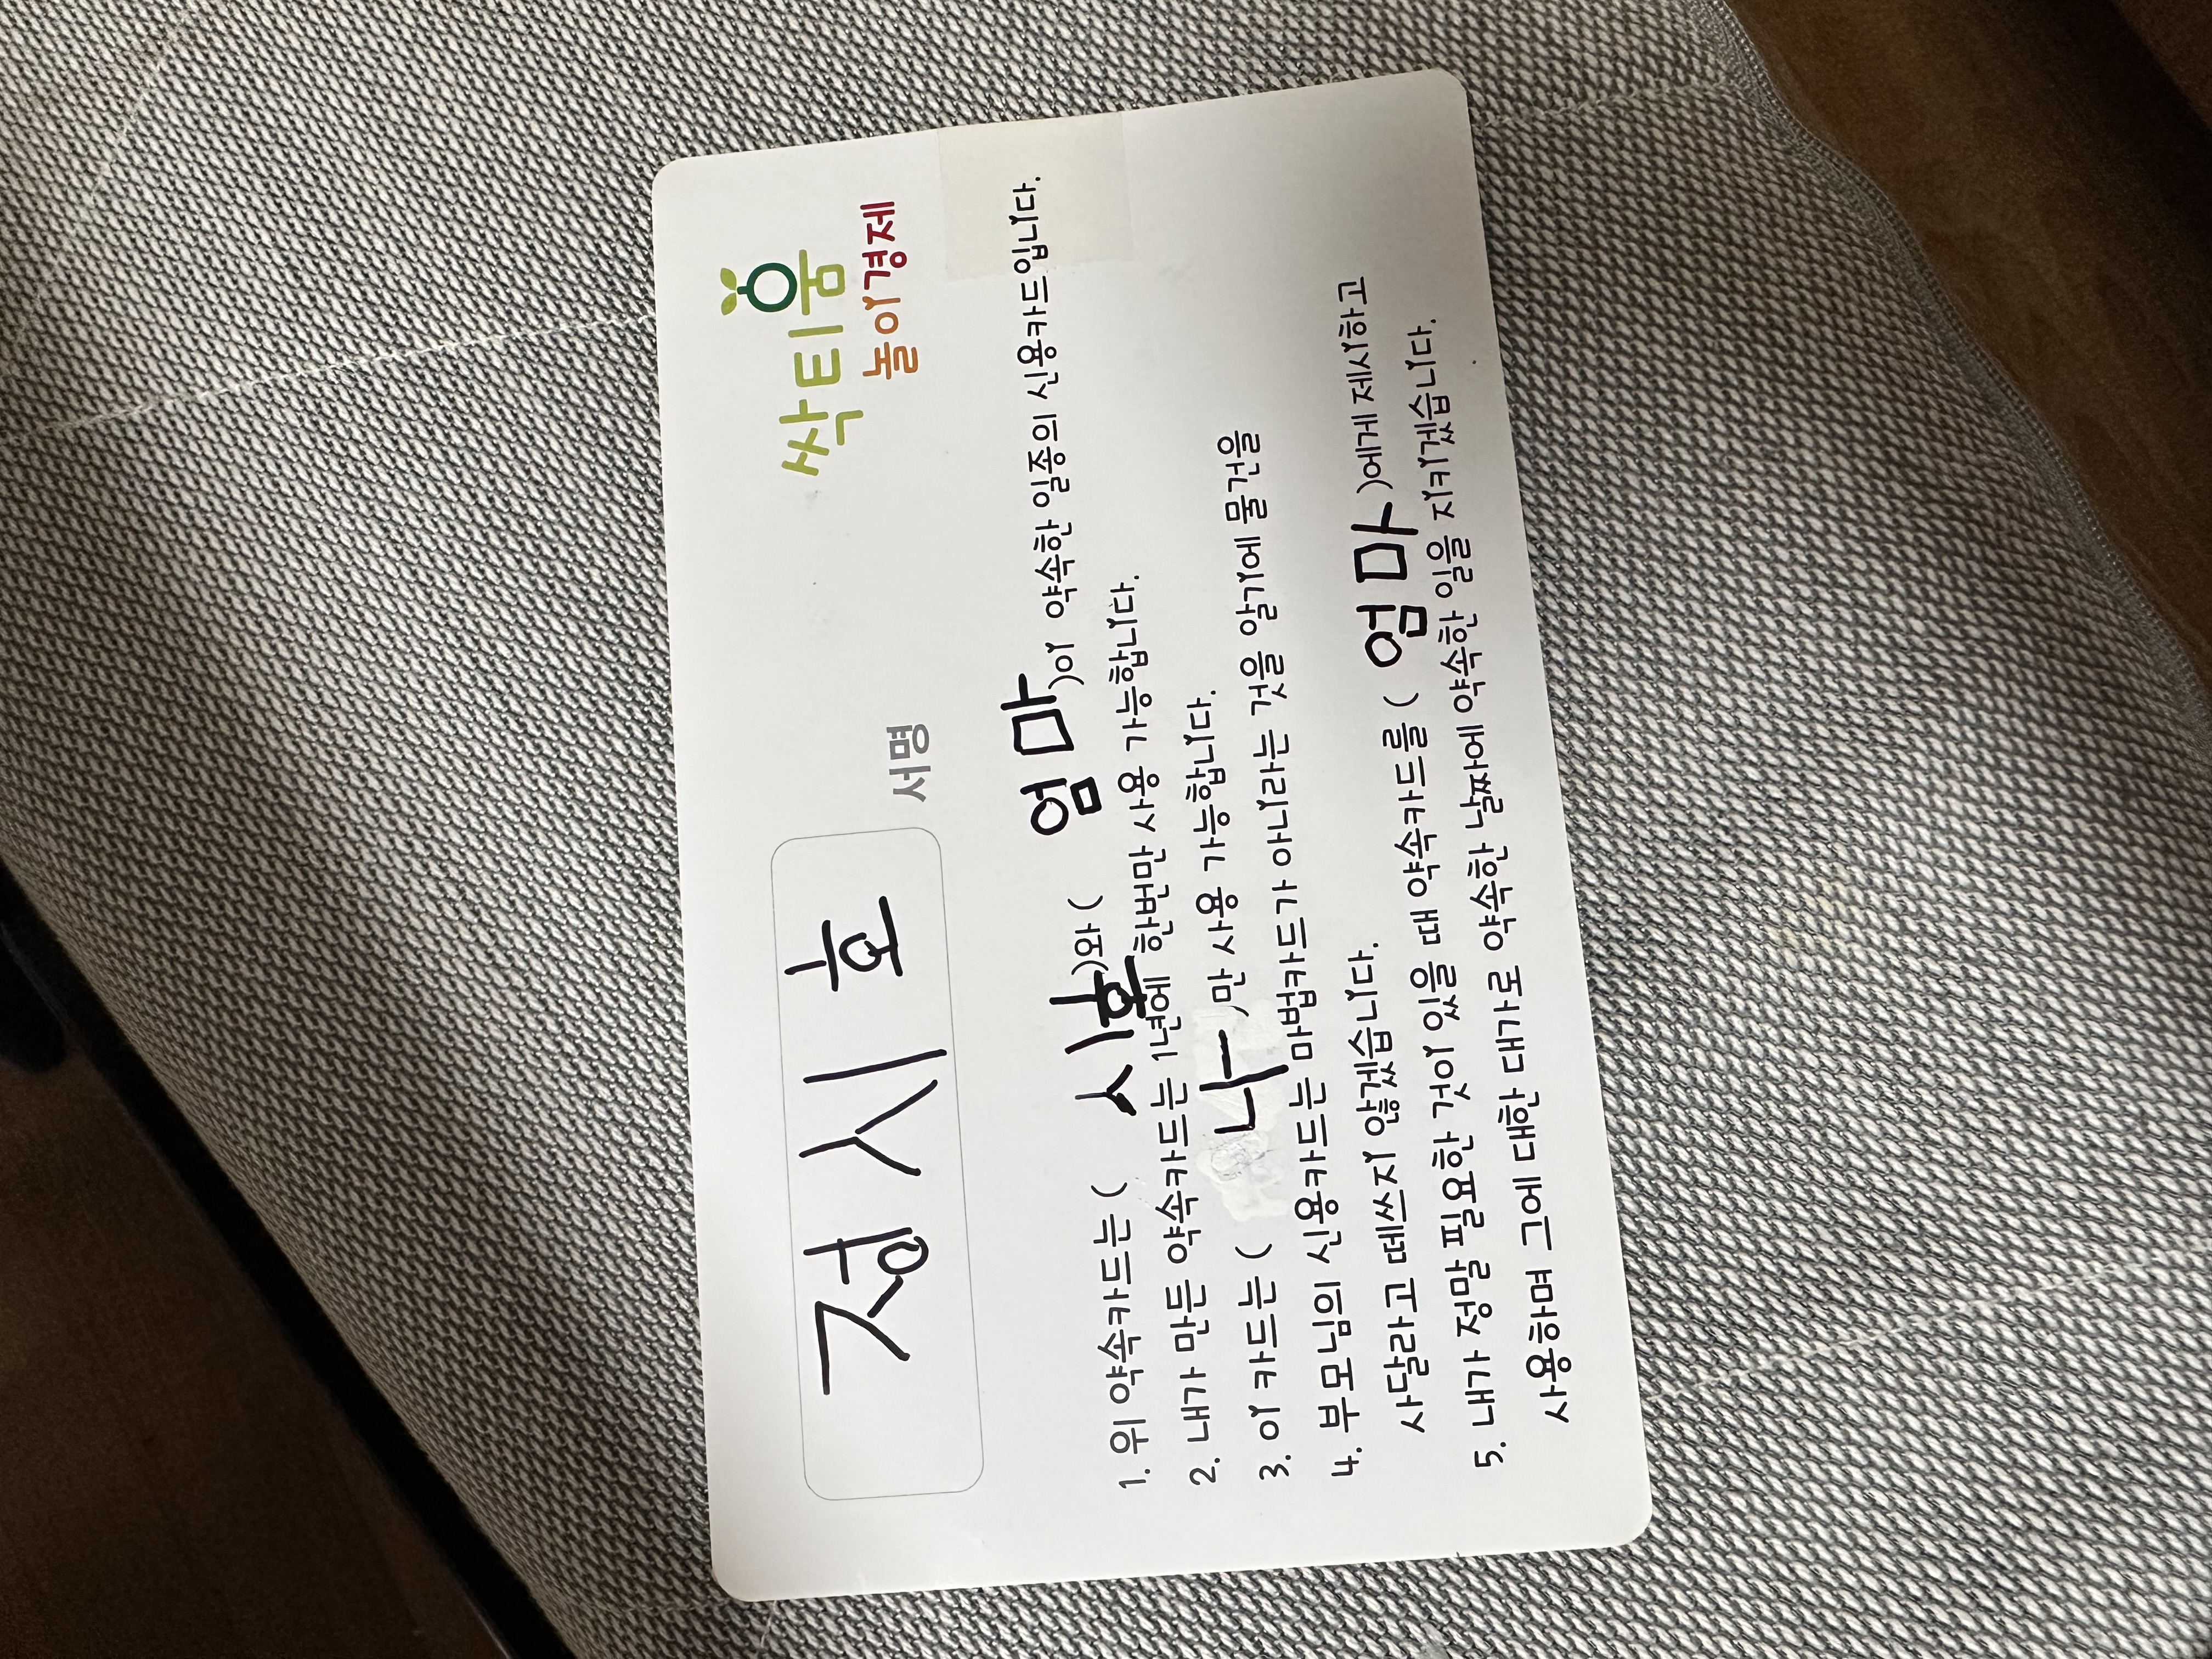 정시호
서명
싹티움
놀이경제
1. 위 약속카드는 ( 시호 )와 ( 엄마 )이 약속한 일종의 신용카드입니다.
2. 내가 만든 약속카드는 1년에 한번만 사용 가능합니다.
3. 이 카드는 ( 나 )만 사용 가능합니다.
4. 부모님의 신용카드는 마법카드가 아니라는 것을 알기에 물건을
사달라고 떼쓰지 않겠습니다.
5. 내가 정말 필요한 것이 있을 때 약속카드를 ( 엄마 )에게 제시하고
사용하며 그에 대한 대가로 약속한 날짜에 약속한 일을 지키겠습니다.